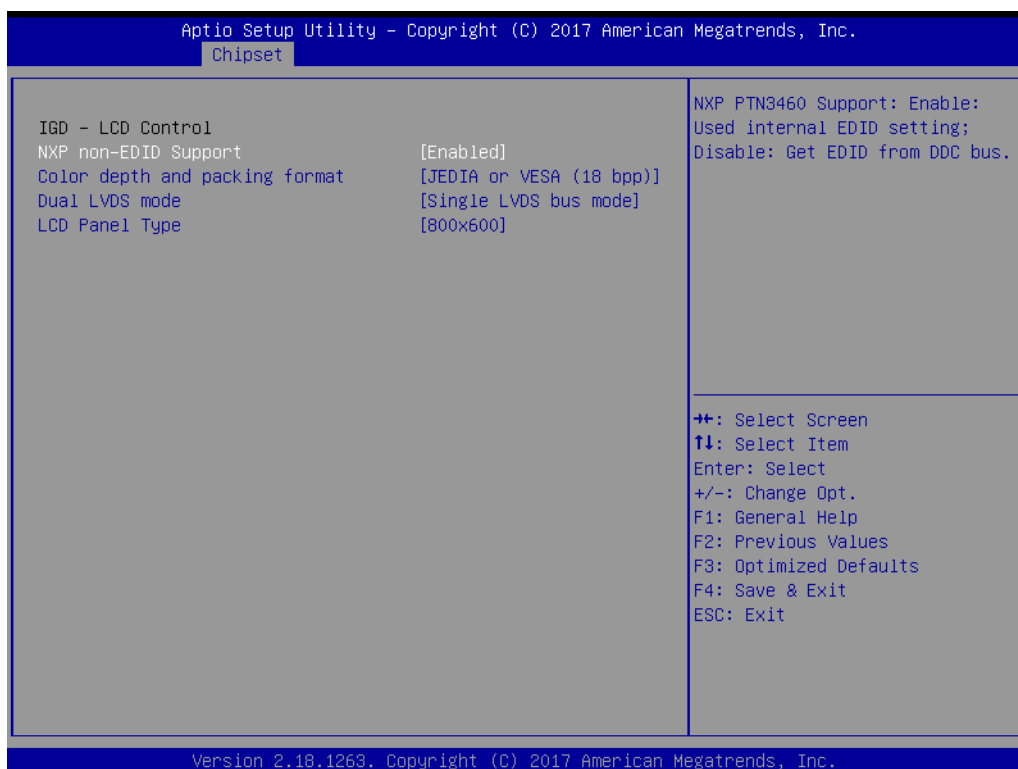 Aptio Setup Utility – Copyright (C) 2017 American Megatrends, Inc.
Chipset
IGD – LCD Control
NXP non-EDID Support [Enabled]
Color depth and packing format [JEDIA or VESA (18 bpp)]
Dual LVDS mode [Single LVDS bus mode]
LCD Panel Type [800x600]
NXP PTN3460 Support: Enable:
Used internal EDID setting;
Disable: Get EDID from DDC bus.
→←: Select Screen
↑↓: Select Item
Enter: Select
+/-: Change Opt.
F1: General Help
F2: Previous Values
F3: Optimized Defaults
F4: Save & Exit
ESC: Exit
Version 2.18.1263. Copyright (C) 2017 American Megatrends, Inc.